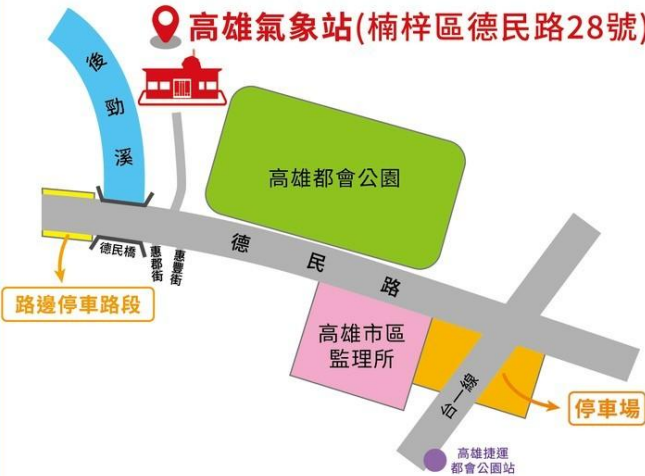 高雄氣象站(楠梓區德民路28號)
後勁溪
高雄都會公園
德民橋
惠郡街
惠豐街
德民路
路邊停車路段
高雄市區
監理所
台一線
停車場
高雄捷運
都會公園站